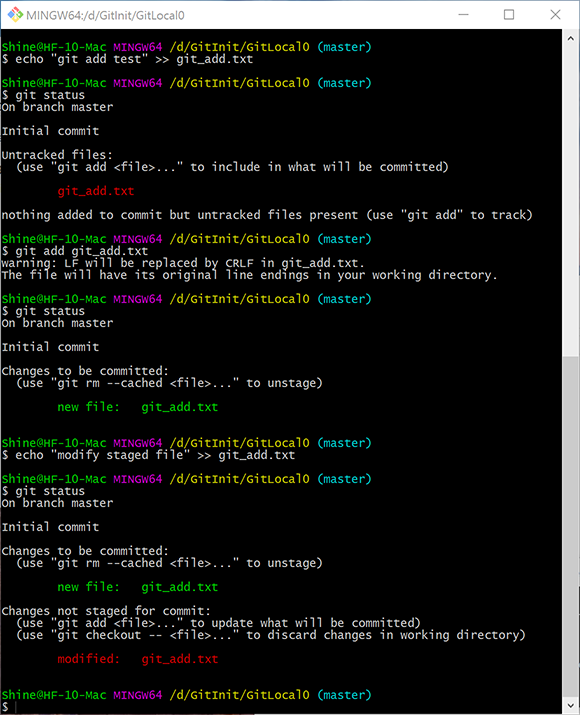 MINGW64:/d/GitInit/GitLocal0
Shine@HF-10-Mac MINGW64 /d/GitInit/GitLocal0 (master)
$ echo "git add test" >> git_add.txt
Shine@HF-10-Mac MINGW64 /d/GitInit/GitLocal0 (master)
$ git status
On branch master
Initial commit
Untracked files:
(use "git add <file>..." to include in what will be committed)
git_add.txt
nothing added to commit but untracked files present (use "git add" to track)
Shine@HF-10-Mac MINGW64 /d/GitInit/GitLocal0 (master)
$ git add git_add.txt
warning: LF will be replaced by CRLF in git_add.txt.
The file will have its original line endings in your working directory.
Shine@HF-10-Mac MINGW64 /d/GitInit/GitLocal0 (master)
$ git status
On branch master
Initial commit
Changes to be committed:
(use "git rm --cached <file>..." to unstage)
new file:   git_add.txt
Shine@HF-10-Mac MINGW64 /d/GitInit/GitLocal0 (master)
$ echo "modify staged file" >> git_add.txt
Shine@HF-10-Mac MINGW64 /d/GitInit/GitLocal0 (master)
$ git status
On branch master
Initial commit
Changes to be committed:
(use "git rm --cached <file>..." to unstage)
new file:   git_add.txt
Changes not staged for commit:
(use "git add <file>..." to update what will be committed)
(use "git checkout -- <file>..." to discard changes in working directory)
modified:   git_add.txt
Shine@HF-10-Mac MINGW64 /d/GitInit/GitLocal0 (master)
$